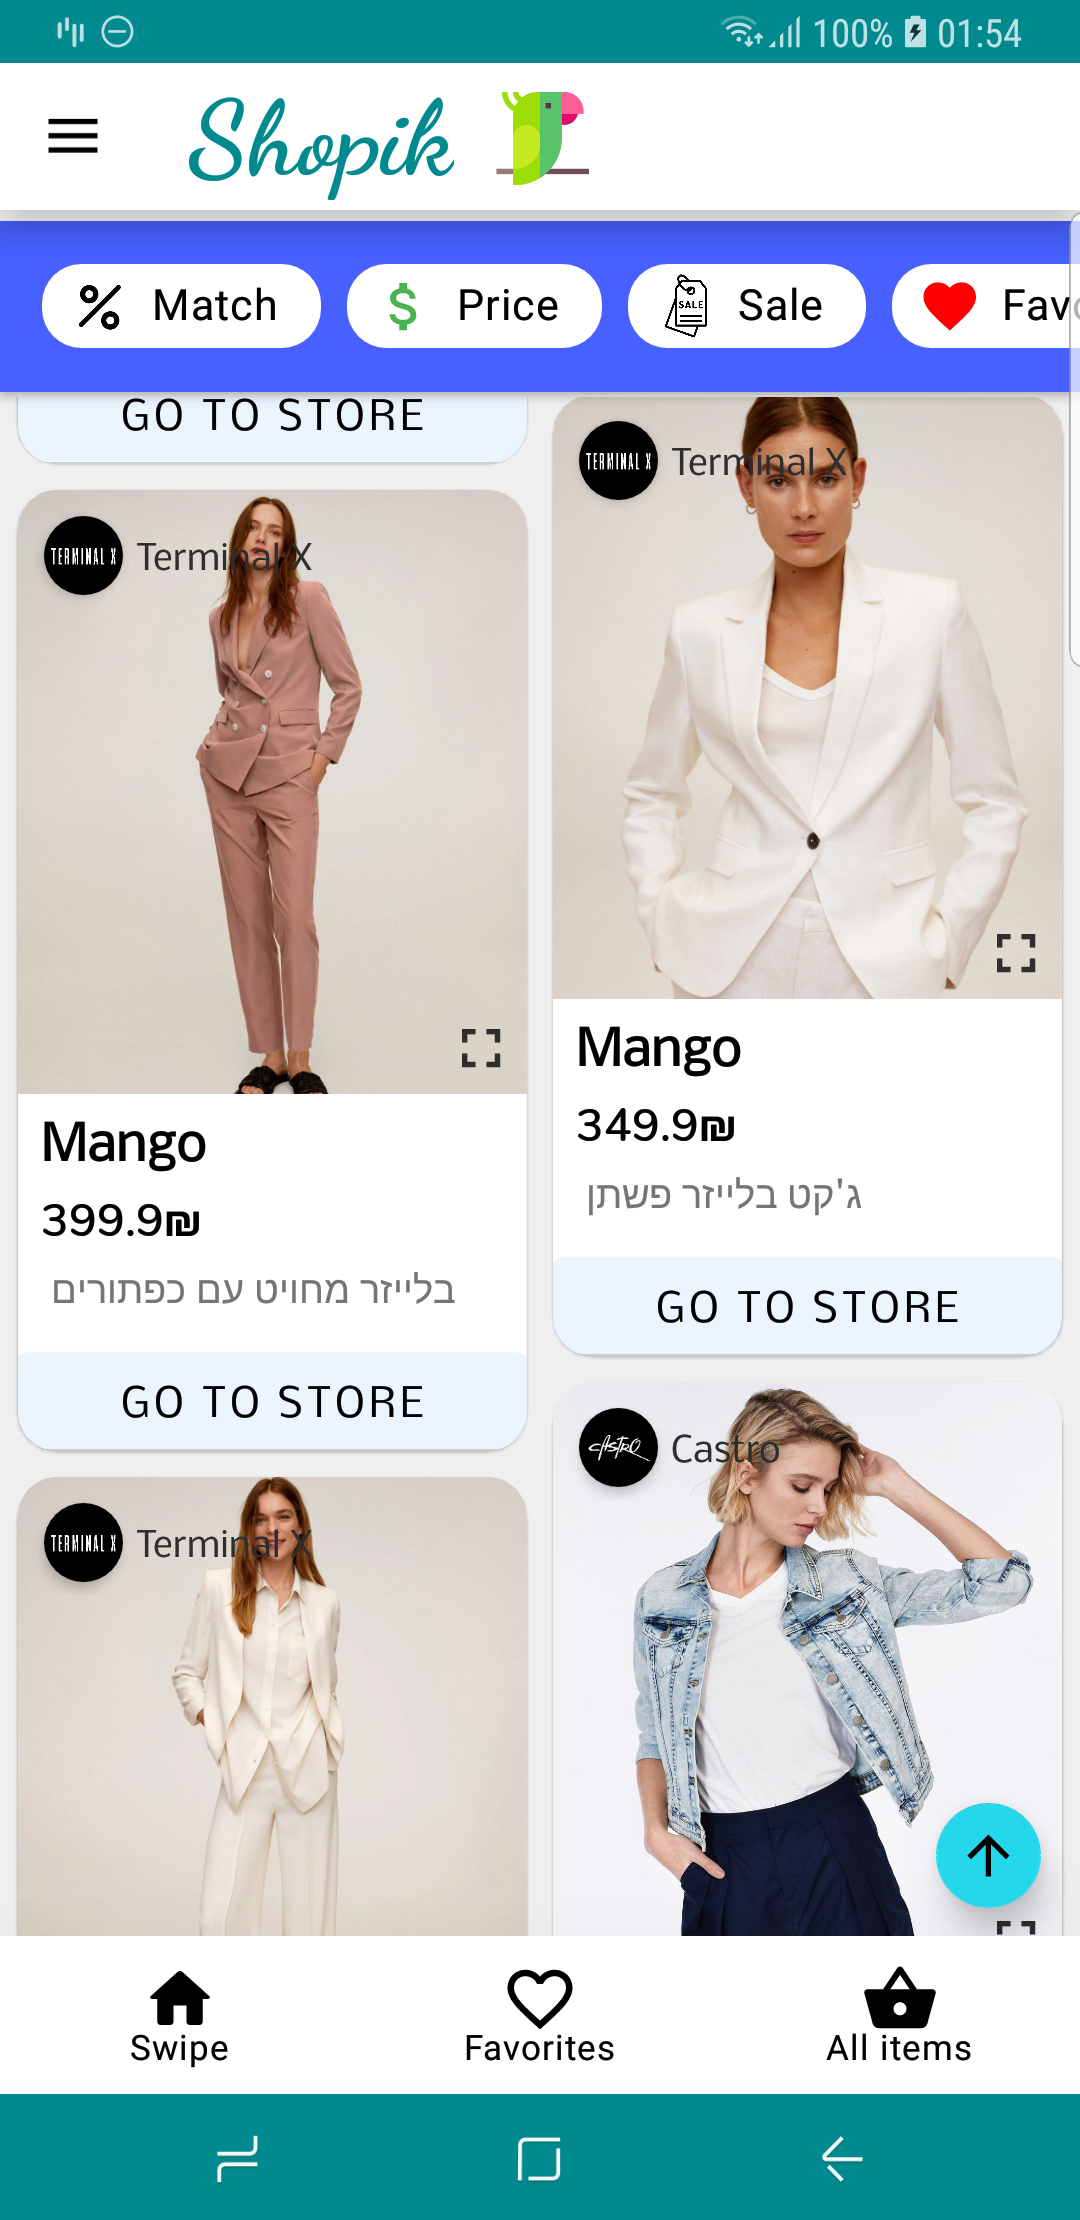 100% 01:54
Shopik
Match Price SALE Sale Favo
GO TO STORE
TERMINAL X Terminal X
Mango
399.9₪
בלייזר מחויט עם כפתורים
GO TO STORE
TERMINAL X Terminal X
TERMINAL X Terminal X
Mango
349.9₪
ג'קט בלייזר פשתן
GO TO STORE
CASTRO Castro
Swipe Favorites All items